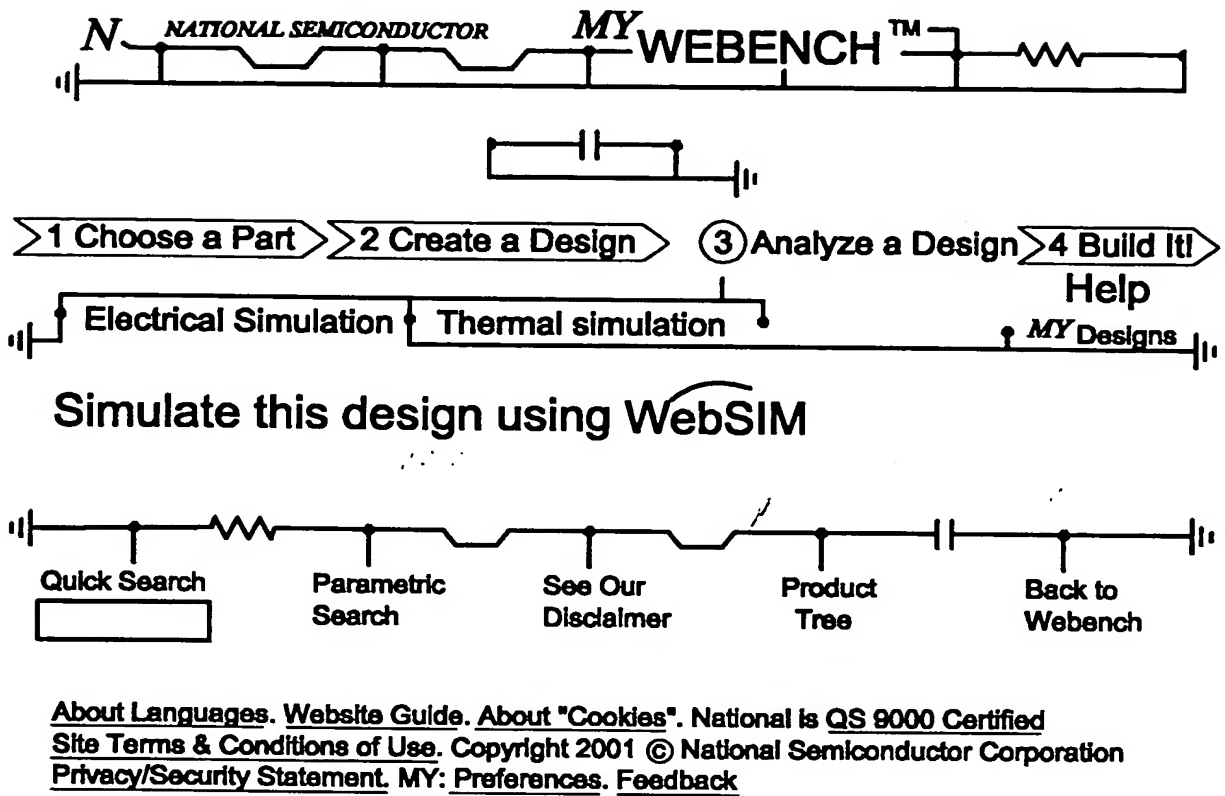 N NATIONAL SEMICONDUCTOR MY WEBENCH™
1 Choose a Part 2 Create a Design 3 Analyze a Design 4 Build It!
Help
Electrical Simulation Thermal simulation
MY Designs
Simulate this design using WebSIM
Quick Search Parametric Search See Our Disclaimer Product Tree Back to Webench
About Languages. Website Guide. About "Cookies". National is QS 9000 Certified
Site Terms & Conditions of Use. Copyright 2001 © National Semiconductor Corporation
Privacy/Security Statement. MY: Preferences. Feedback